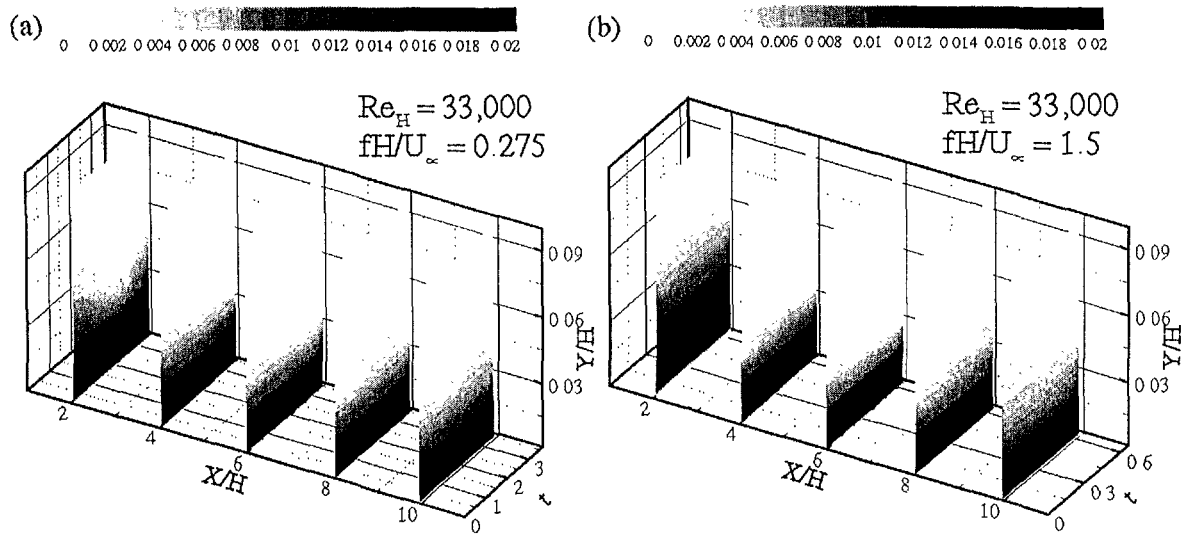 (a)
0 0 002 0 004 0 006 0 008 0 01 0 012 0 014 0 016 0 018 0 02
Re_H = 33,000
fH/U_∞ = 0.275
0 09
0 06
0 03
Y/H
2
4
6
8
10
X/H
0
1
2
3
t
(b)
0 0.002 0 004 0 006 0 008 0.01 0 012 0 014 0.016 0.018 0 02
Re_H = 33,000
fH/U_∞ = 1.5
0 09
0 06
0 03
Y/H
2
4
6
8
10
X/H
0
0 3
0 6
t